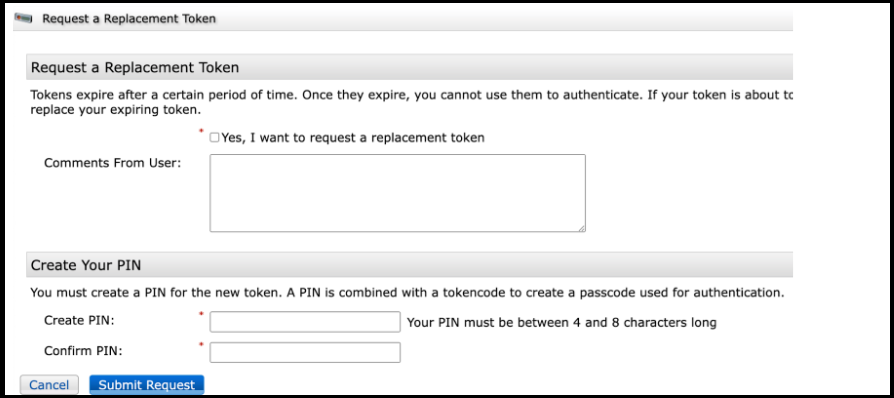 Request a Replacement Token
Request a Replacement Token
Tokens expire after a certain period of time. Once they expire, you cannot use them to authenticate. If your token is about to
replace your expiring token.
* Yes, I want to request a replacement token
Comments From User:
Create Your PIN
You must create a PIN for the new token. A PIN is combined with a tokencode to create a passcode used for authentication.
Create PIN: * Your PIN must be between 4 and 8 characters long
Confirm PIN: *
Cancel Submit Request